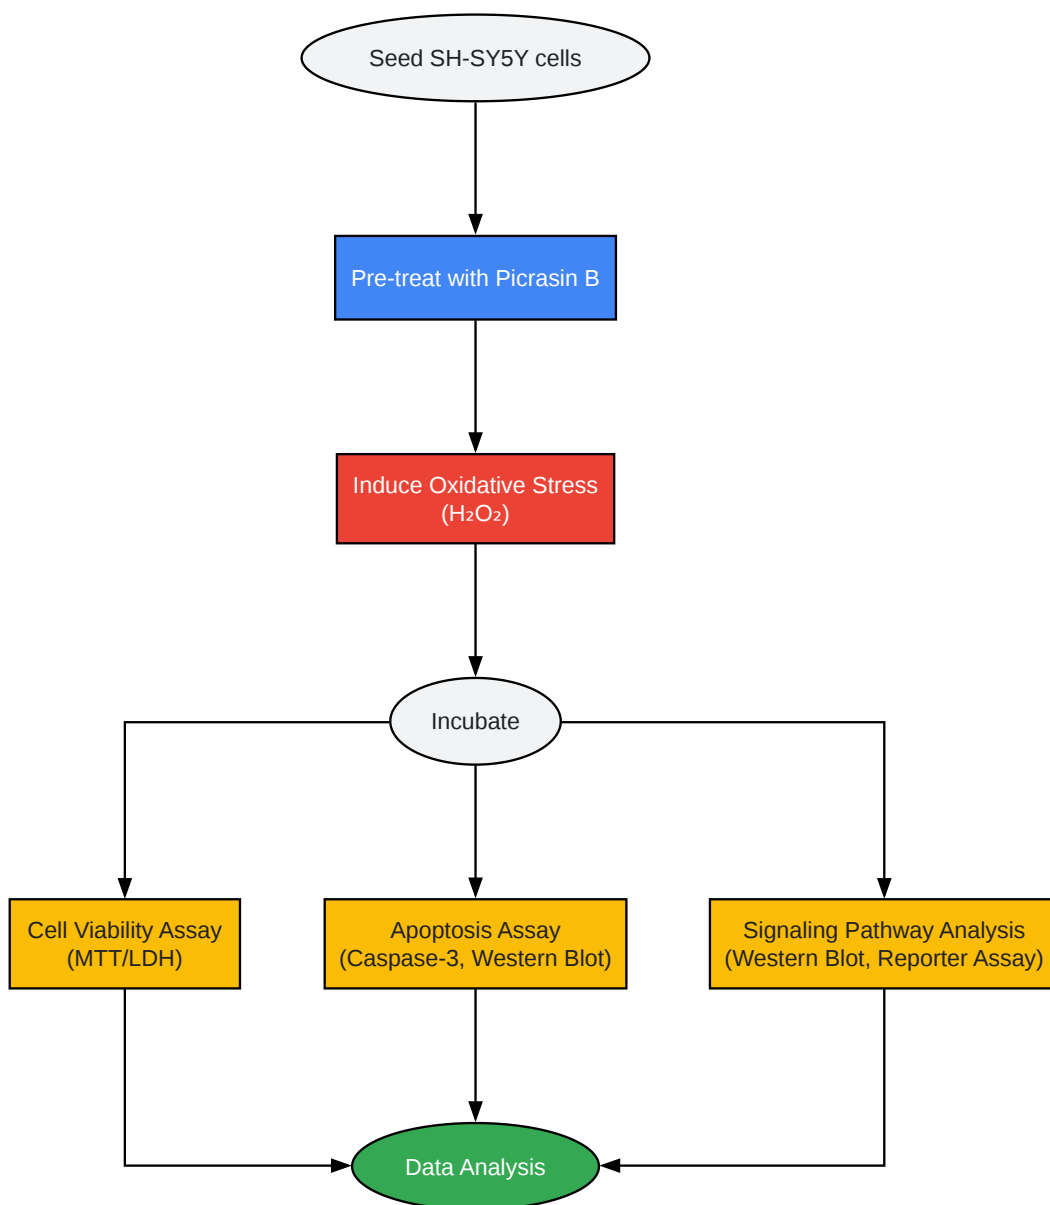 Seed SH-SY5Y cells
Pre-treat with Picrasin B
Induce Oxidative Stress
(H₂O₂)
Incubate
Cell Viability Assay
(MTT/LDH)
Apoptosis Assay
(Caspase-3, Western Blot)
Signaling Pathway Analysis
(Western Blot, Reporter Assay)
Data Analysis